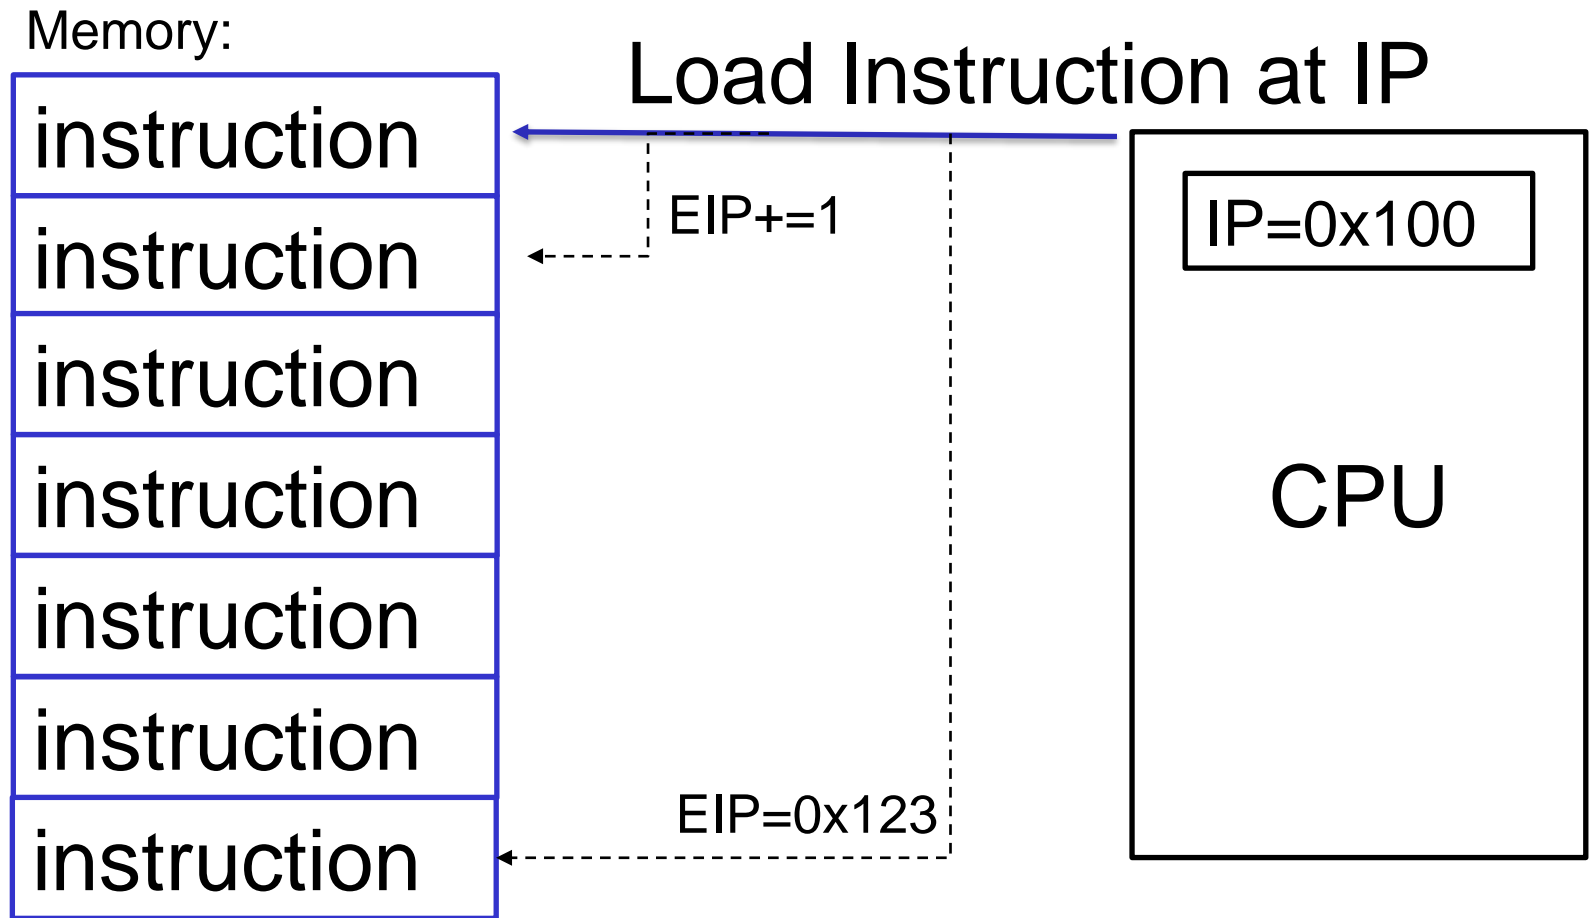 Memory:
Load Instruction at IP
instruction
instruction
instruction
instruction
instruction
instruction
instruction
EIP+=1
EIP=0x123
IP=0x100
CPU